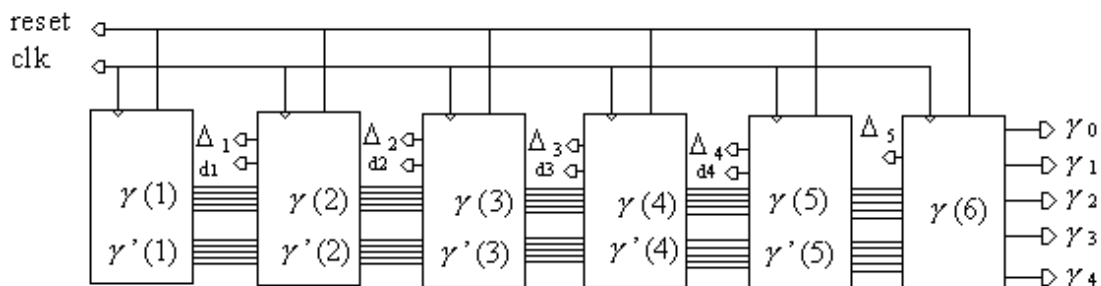 reset
clk
Δ1 Δ2 Δ3 Δ4 Δ5 γ0
d1 d2 d3 d4 γ1
γ(1) γ(2) γ(3) γ(4) γ(5) γ(6) γ2
γ'(1) γ'(2) γ'(3) γ'(4) γ'(5) γ3
γ4